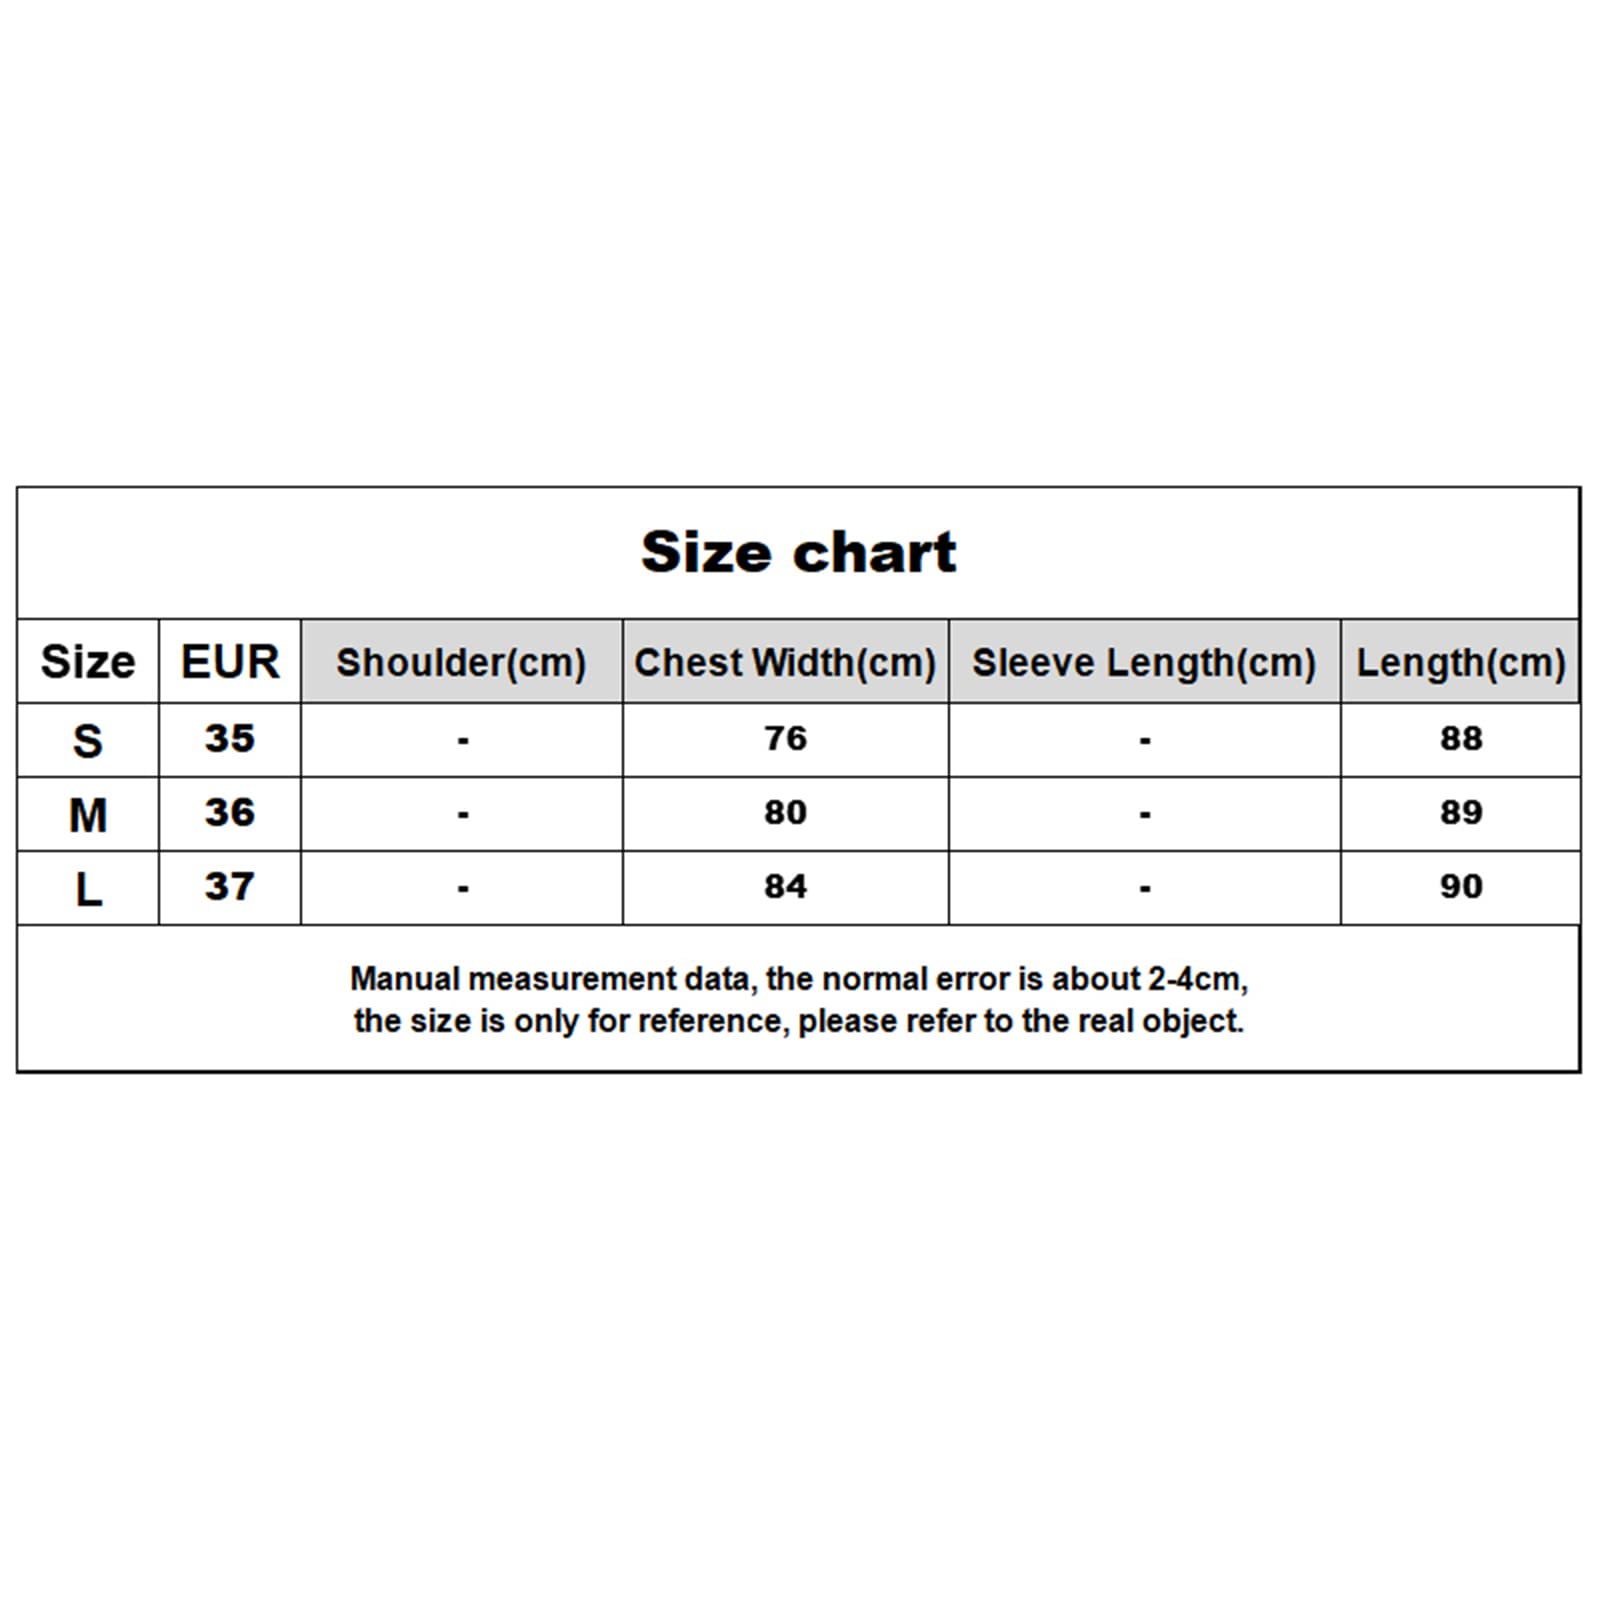 Size chart
Size EUR Shoulder(cm) Chest Width(cm) Sleeve Length(cm) Length(cm)
S 35 - 76 - 88
M 36 - 80 - 89
L 37 - 84 - 90
Manual measurement data, the normal error is about 2-4cm,
the size is only for reference, please refer to the real object.